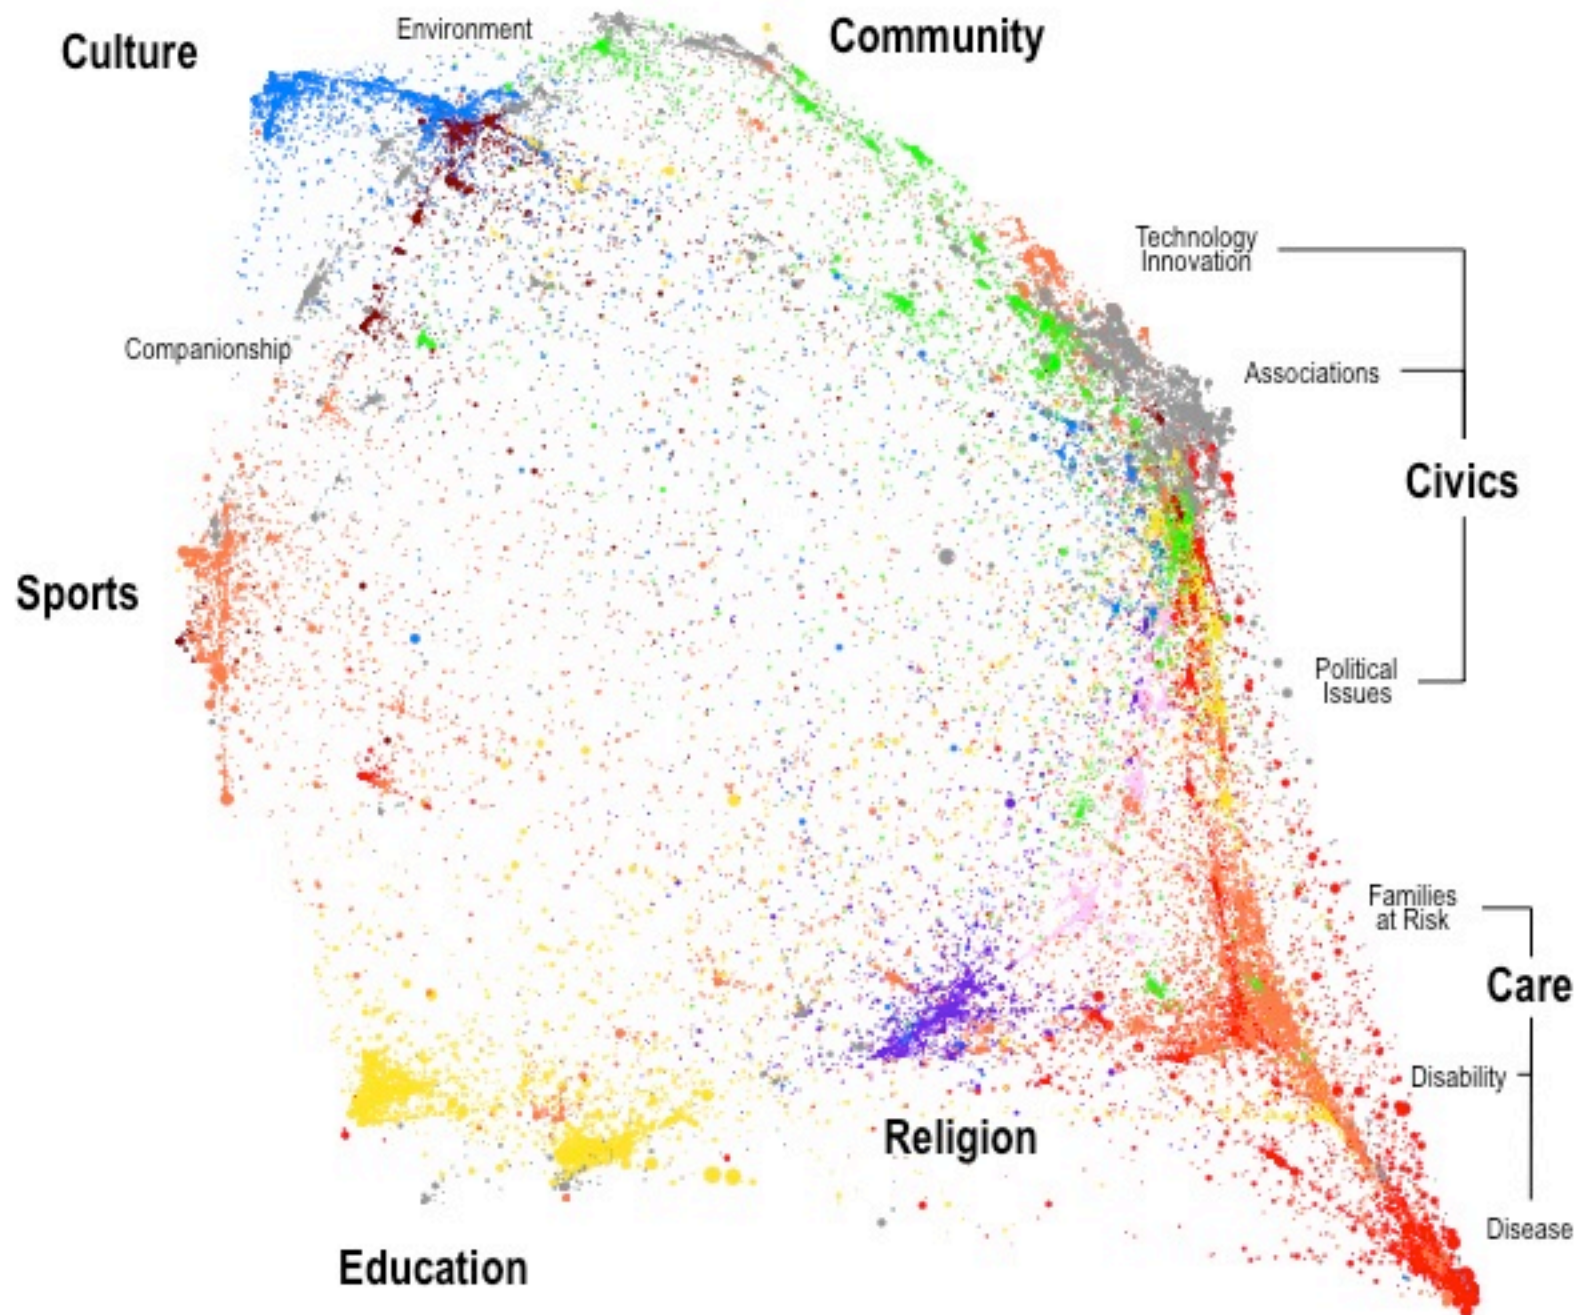 Culture
Environment
Community
Technology
Innovation
Companionship
Associations
Civics
Sports
Political
Issues
Families
at Risk
Care
Disability
Religion
Disease
Education